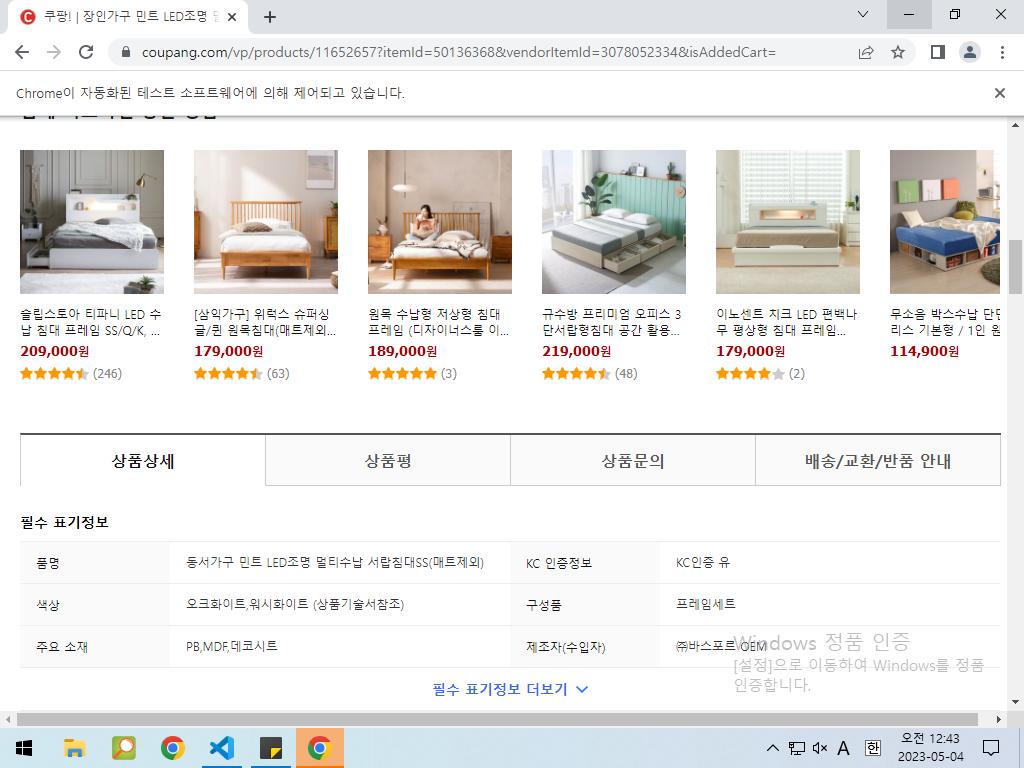 쿠팡! | 장인가구 민트 LED조명
coupang.com/vp/products/11652657?itemId=50136368&vendorItemId=3078052334&isAddedCart=
Chrome이 자동화된 테스트 소프트웨어에 의해 제어되고 있습니다.
슬립스토아 티파니 LED 수
납 침대 프레임 SS/Q/K, ...
209,000원
(246)
[삼익가구] 위럭스 슈퍼싱
글/퀸 원목침대(매트제외...
179,000원
(63)
원목 수납형 저상형 침대
프레임 (디자이너스룸 이...
189,000원
(3)
규수방 프리미엄 오피스 3
단서랍형침대 공간 활용...
219,000원
(48)
이노센트 치크 LED 편백나
무 평상형 침대 프레임...
179,000원
(2)
무소음 박스수납 단단
리스 기본형 / 1인 원
114,900원
상품상세
상품평
상품문의
배송/교환/반품 안내
필수 표기정보
품명 동서가구 민트 LED조명 멀티수납 서랍침대SS(매트제외) KC 인증정보 KC인증 유
색상 오크화이트,워시화이트 (상품기술서참조) 구성품 프레임세트
주요 소재 PB,MDF,데코시트 제조자(수입자) ㈜바스포르 OEM
필수 표기정보 더보기
Windows 정품 인증
[설정]으로 이동하여 Windows를 정품
인증합니다.
A 한
오전 12:43
2023-05-04